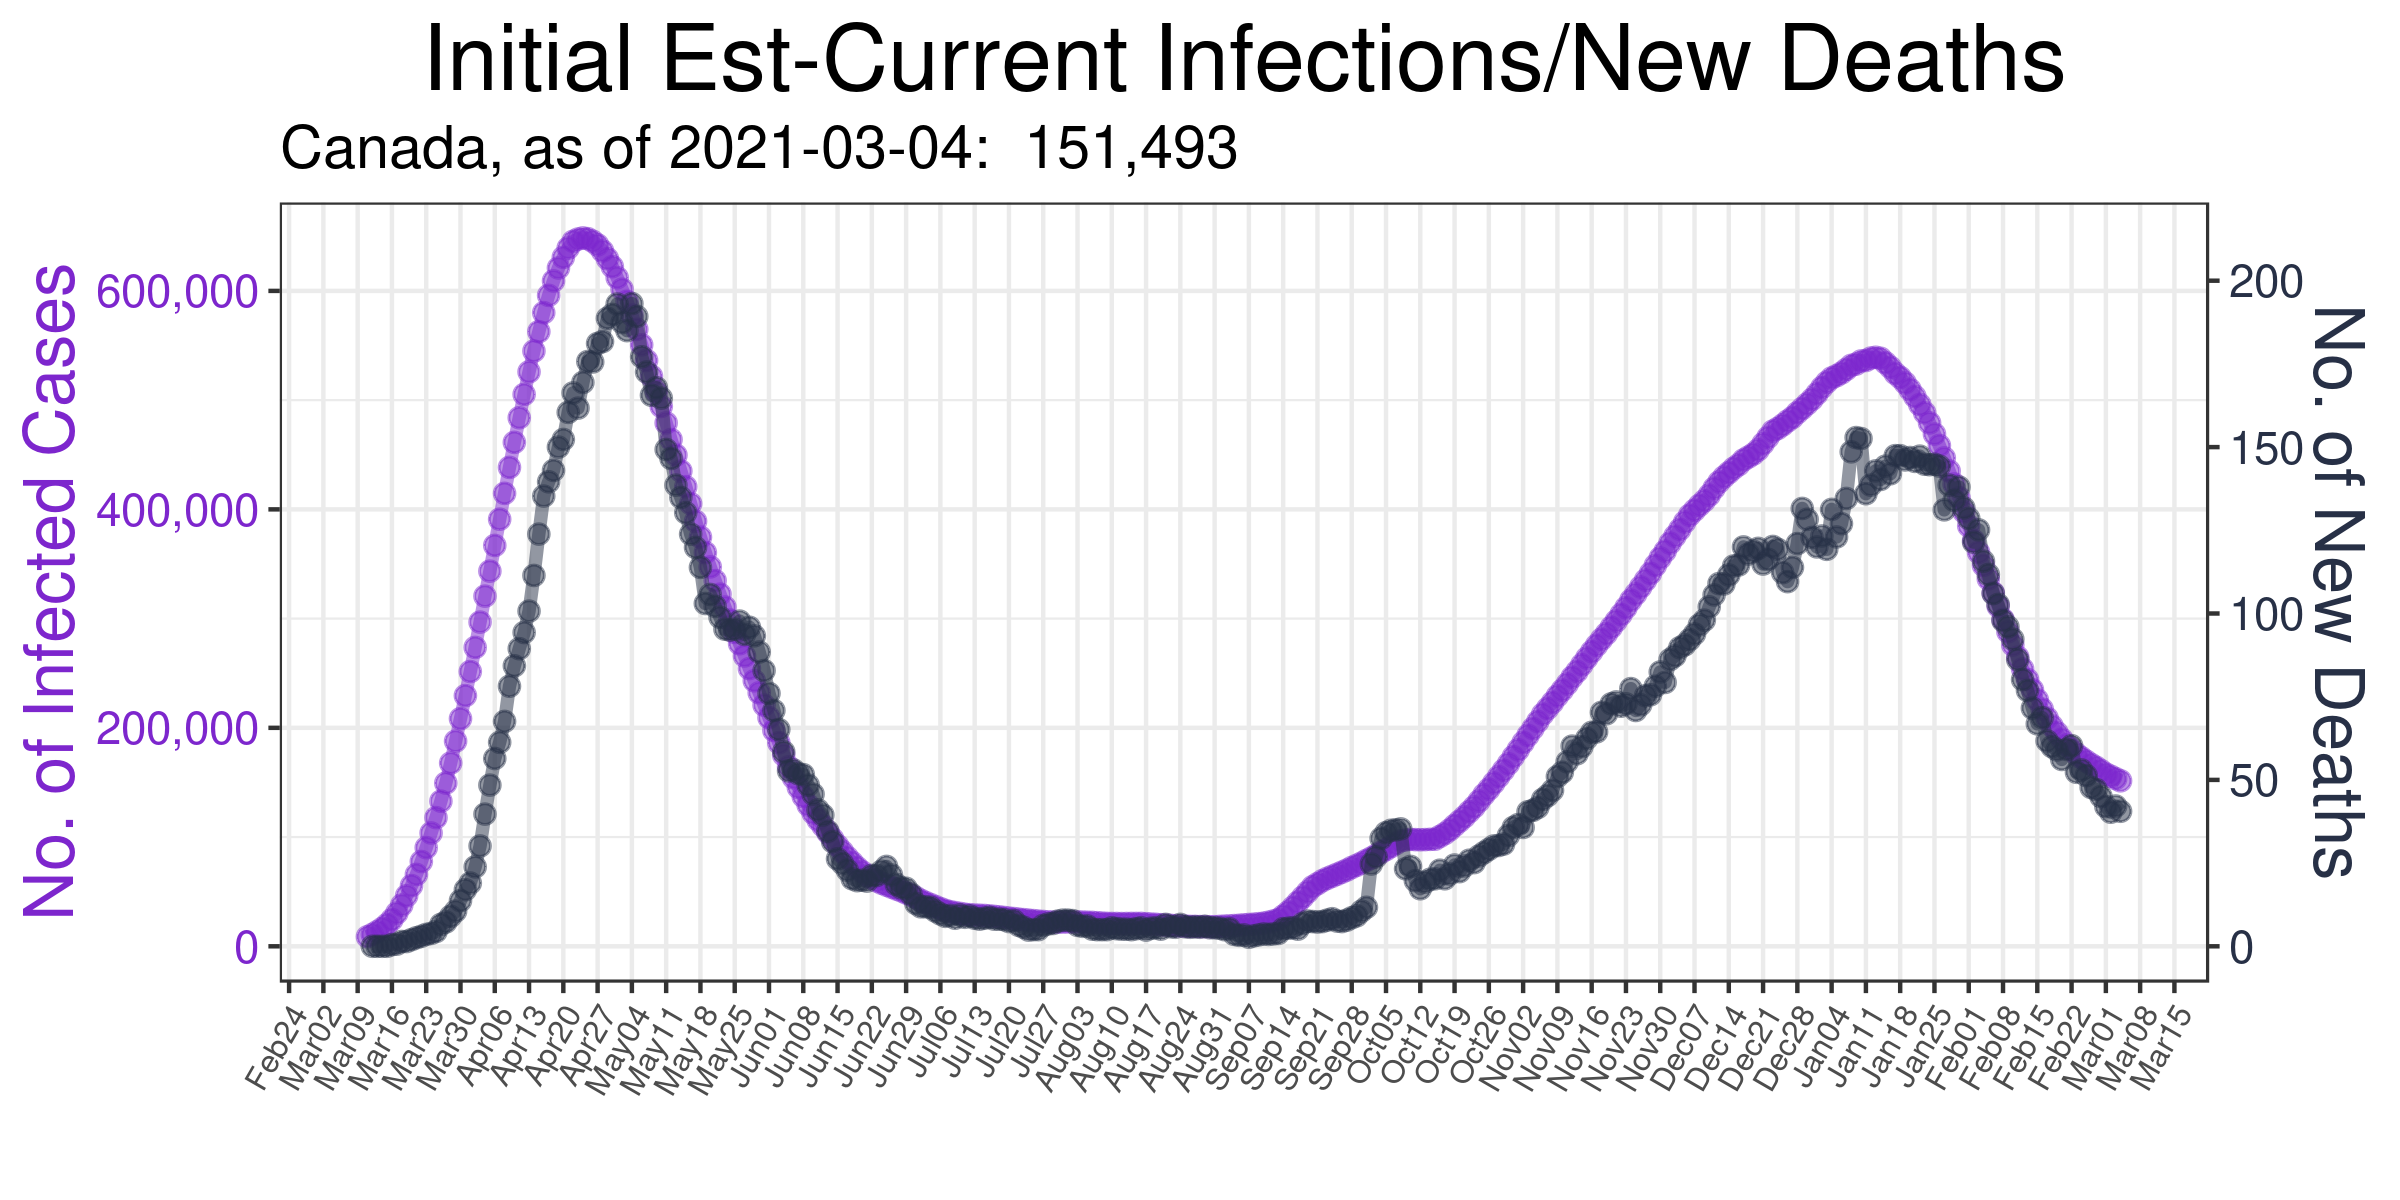 Initial Est-Current Infections/New Deaths
Canada, as of 2021-03-04:  151,493
No. of Infected Cases
600,000
400,000
200,000
0
200
150
100
50
0
No. of New Deaths
Feb24
Mar02
Mar09
Mar16
Mar23
Mar30
Apr06
Apr13
Apr20
Apr27
May04
May11
May18
May25
Jun01
Jun08
Jun15
Jun22
Jun29
Jul06
Jul13
Jul20
Jul27
Aug03
Aug10
Aug17
Aug24
Aug31
Sep07
Sep14
Sep21
Sep28
Oct05
Oct12
Oct19
Oct26
Nov02
Nov09
Nov16
Nov23
Nov30
Dec07
Dec14
Dec21
Dec28
Jan04
Jan11
Jan18
Jan25
Feb01
Feb08
Feb15
Feb22
Mar01
Mar08
Mar15